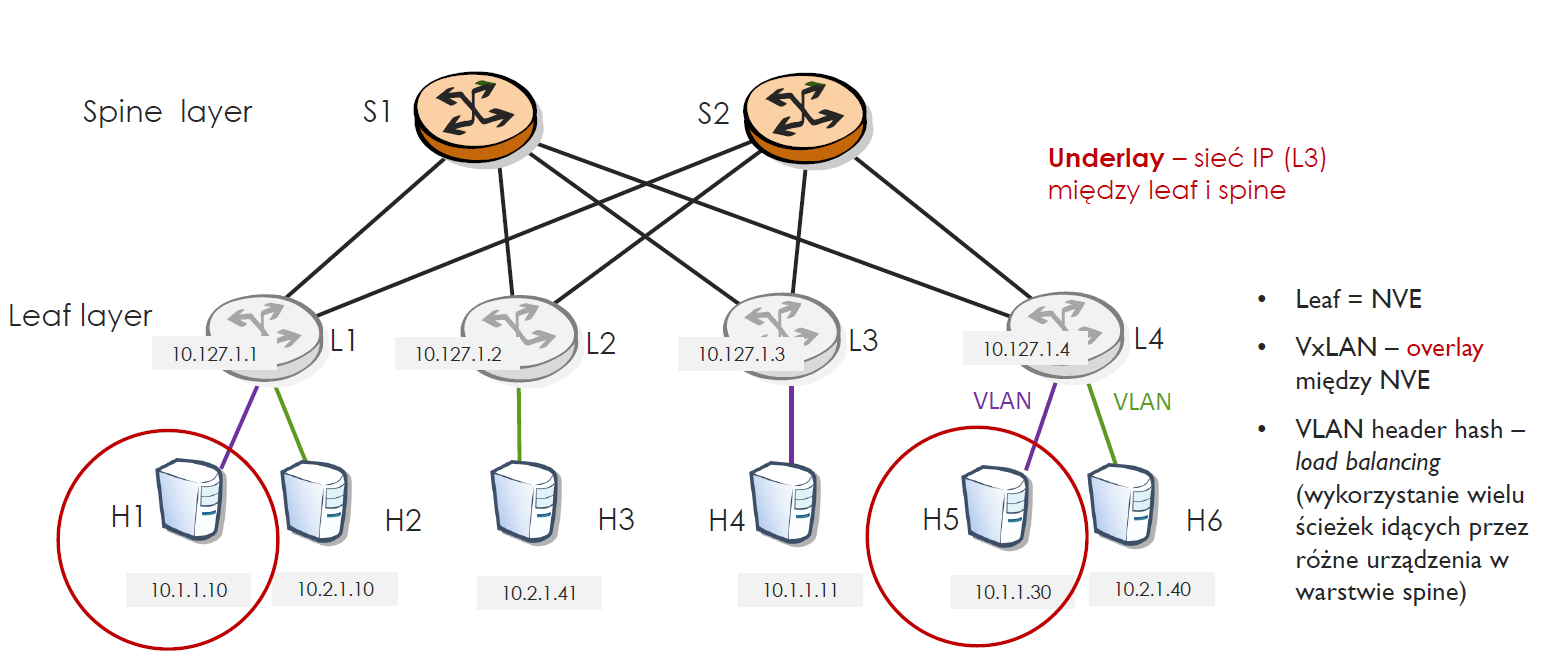 Spine layer
S1
S2
Underlay – sieć IP (L3)
między leaf i spine
Leaf layer
10.127.1.1
L1
10.127.1.2
L2
10.127.1.3
L3
10.127.1.4
L4
VLAN
VLAN
H1
H2
H3
H4
H5
H6
10.1.1.10
10.2.1.10
10.2.1.41
10.1.1.11
10.1.1.30
10.2.1.40
• Leaf = NVE
• VxLAN – overlay
między NVE
• VLAN header hash –
load balancing
(wykorzystanie wielu
ścieżek idących przez
różne urządzenia w
warstwie spine)